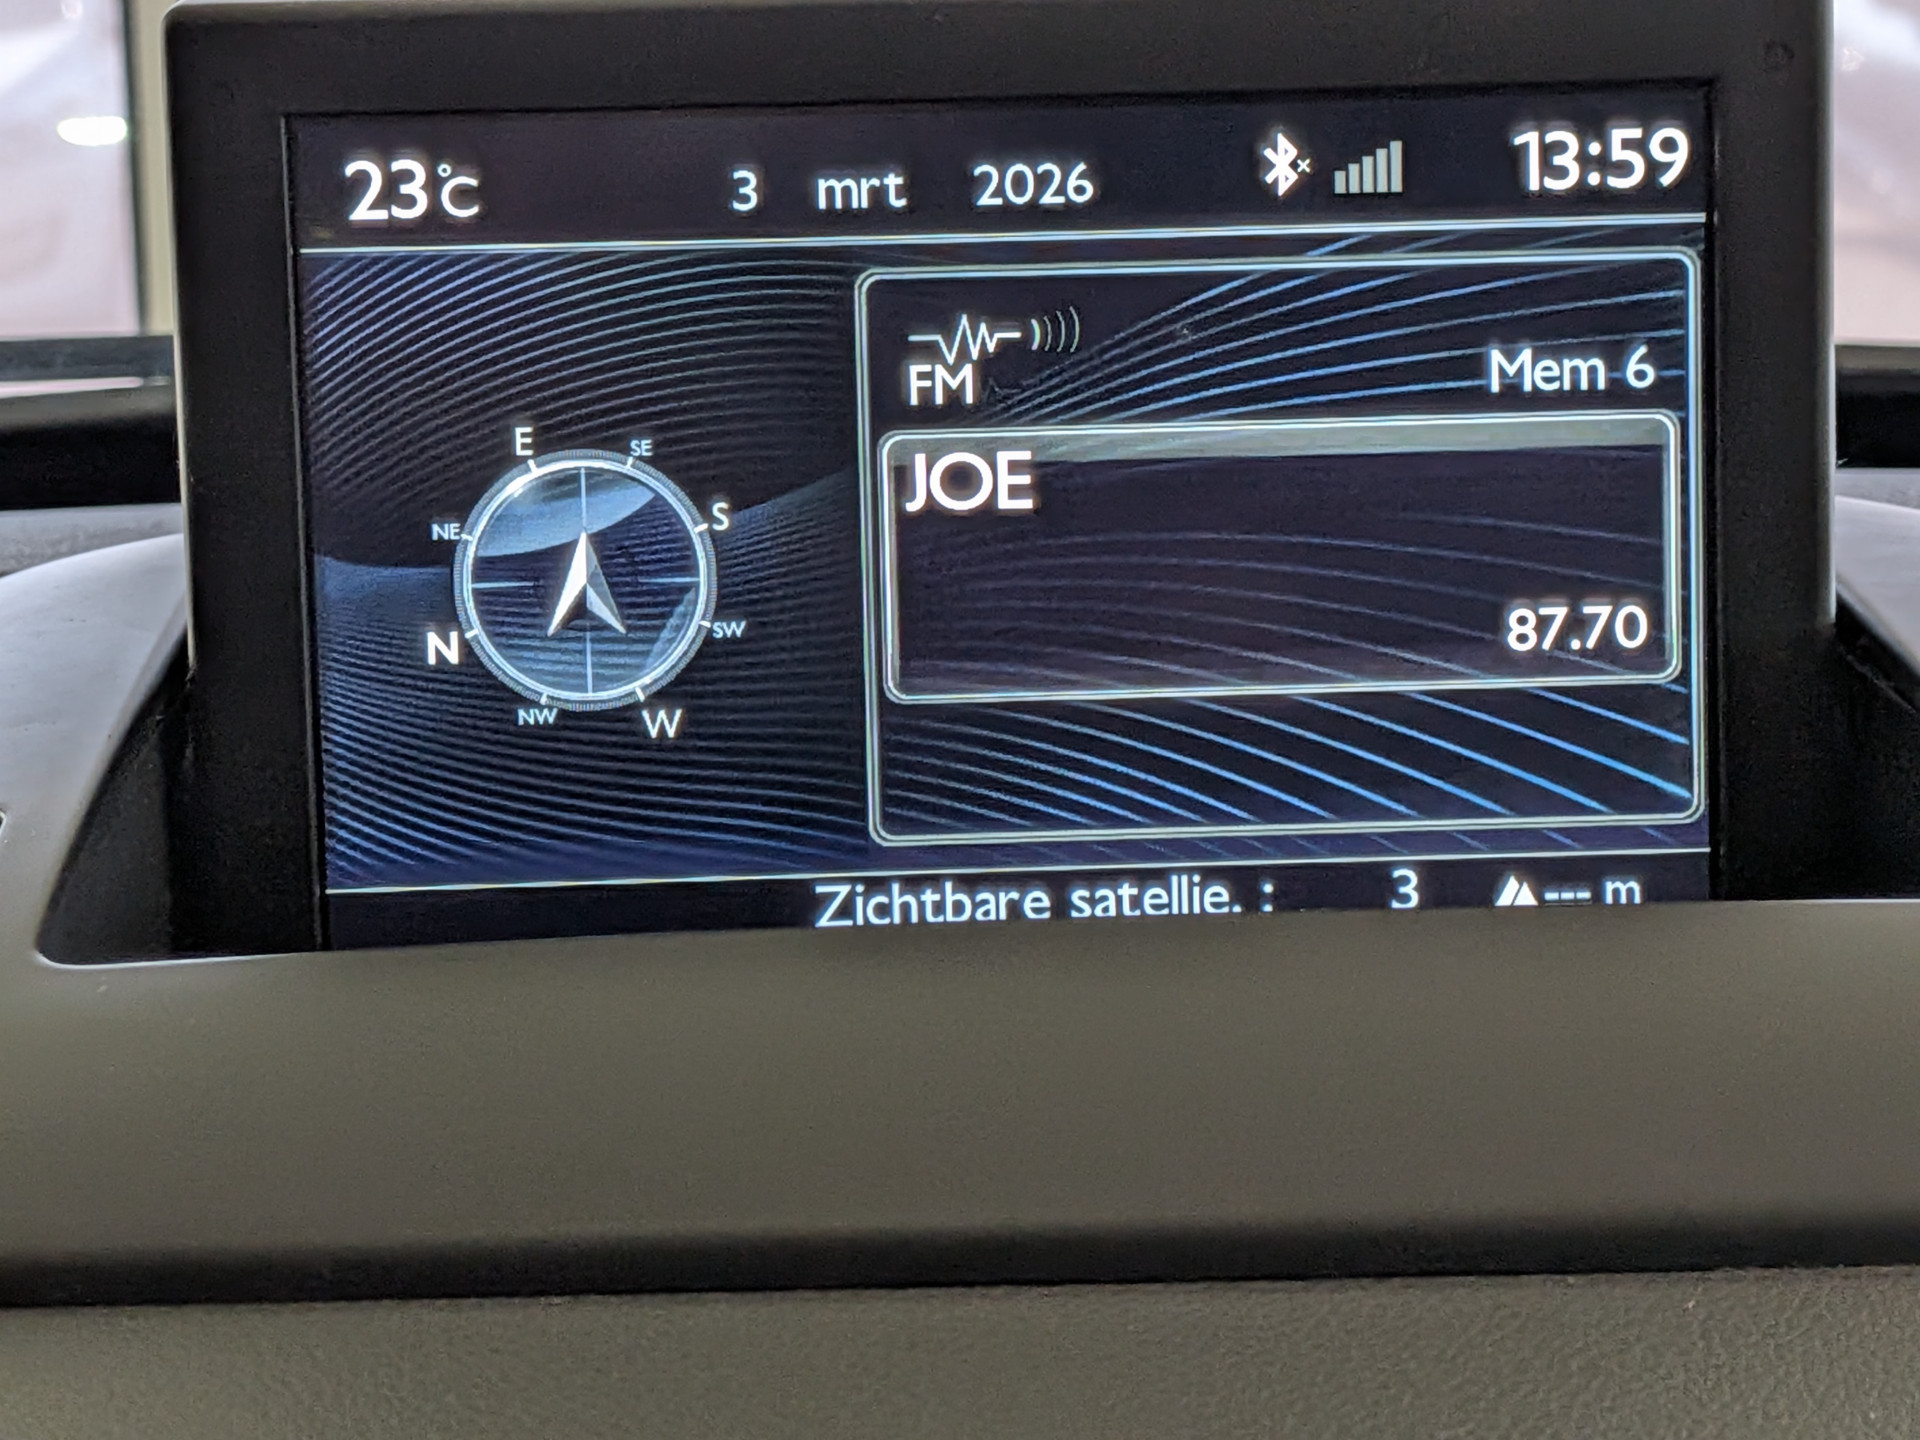 23°C 3 mrt 2026 13:59
FM
Mem 6
JOE
87.70
E
SE
NE
S
N
SW
NW
W
Zichtbare satellie. : 3 --- m